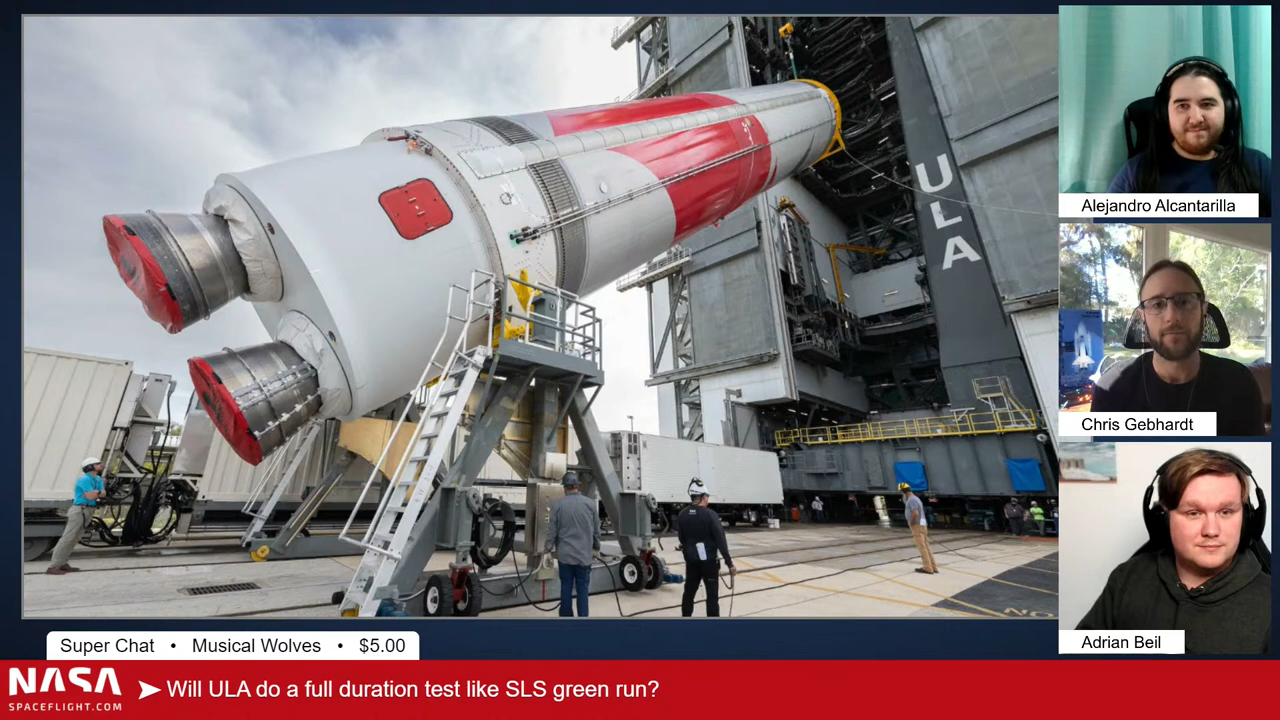 ULA
NO
Alejandro Alcantarilla
Chris Gebhardt
Adrian Beil
Super Chat • Musical Wolves • $5.00
NASA
SPACEFLIGHT.COM
Will ULA do a full duration test like SLS green run?